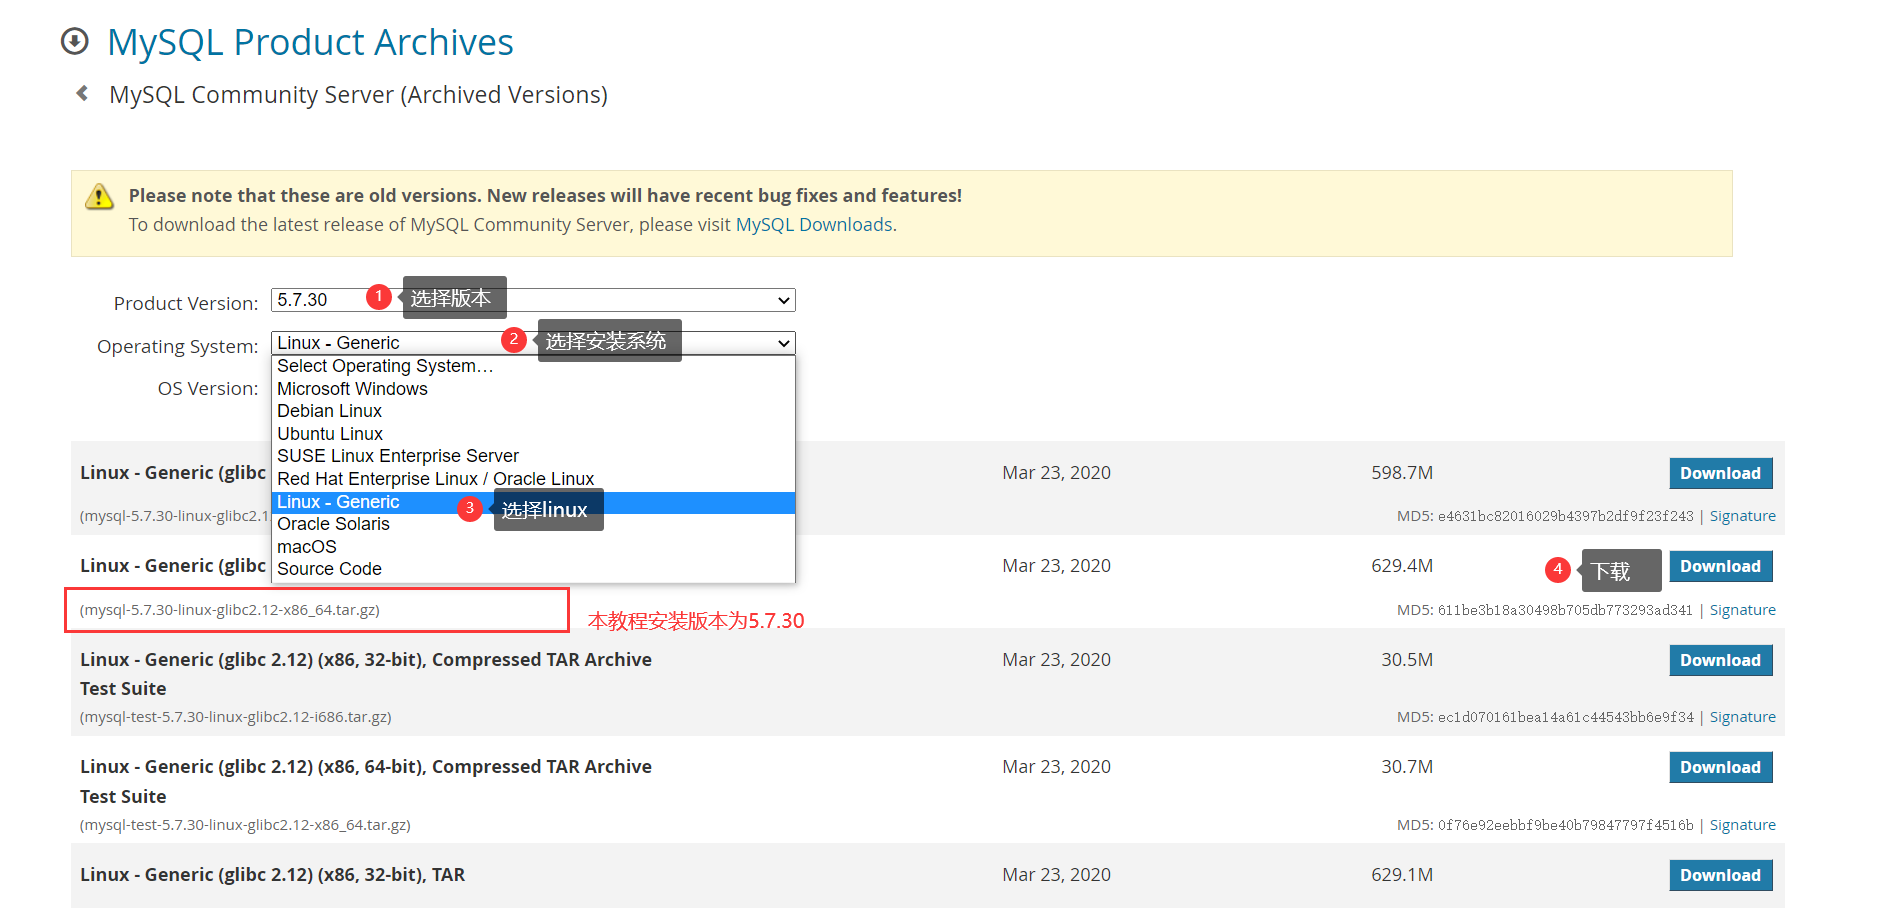 MySQL Product Archives
MySQL Community Server (Archived Versions)
Please note that these are old versions. New releases will have recent bug fixes and features!
To download the latest release of MySQL Community Server, please visit MySQL Downloads.
Product Version: 5.7.30 1 选择版本
Operating System: Linux - Generic 2 选择安装系统
Select Operating System…
OS Version: Microsoft Windows
Debian Linux
Ubuntu Linux
SUSE Linux Enterprise Server
Red Hat Enterprise Linux / Oracle Linux
Linux - Generic 3 选择linux
Oracle Solaris
macOS
Source Code
Linux - Generic (glibc Mar 23, 2020 598.7M Download
(mysql-5.7.30-linux-glibc2.1 MD5: e4631bc82016029b4397b2df9f23f243 | Signature
Linux - Generic (glibc Mar 23, 2020 629.4M 4 下载 Download
(mysql-5.7.30-linux-glibc2.12-x86_64.tar.gz) 本教程安装版本为5.7.30 MD5: 611be3b18a30498b705db773293ad341 | Signature
Linux - Generic (glibc 2.12) (x86, 32-bit), Compressed TAR Archive Mar 23, 2020 30.5M Download
Test Suite
(mysql-test-5.7.30-linux-glibc2.12-i686.tar.gz) MD5: ec1d070161bea14a61c44543bb6e9f34 | Signature
Linux - Generic (glibc 2.12) (x86, 64-bit), Compressed TAR Archive Mar 23, 2020 30.7M Download
Test Suite
(mysql-test-5.7.30-linux-glibc2.12-x86_64.tar.gz) MD5: 0f76e92eebbf9be40b79847797f4516b | Signature
Linux - Generic (glibc 2.12) (x86, 32-bit), TAR Mar 23, 2020 629.1M Download